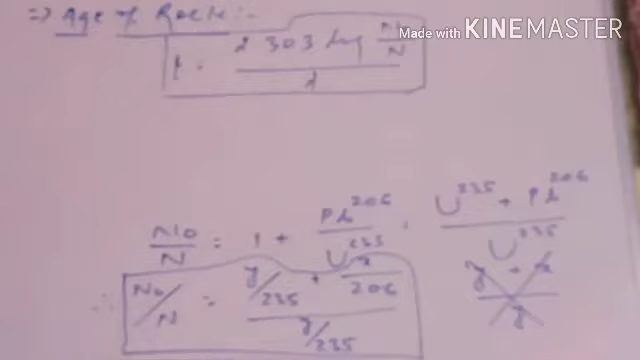 ⇒ Age of Rock :-
Made with KINEMASTER
t = 2.303 log N₀/N / λ
N₀/N = 1 + Pb²⁰⁶/U²³⁵ = U²³⁵ + Pb²⁰⁶ / U²³⁵
∴ N₀/N = y/235 + x/206 / y/235
y + x / y